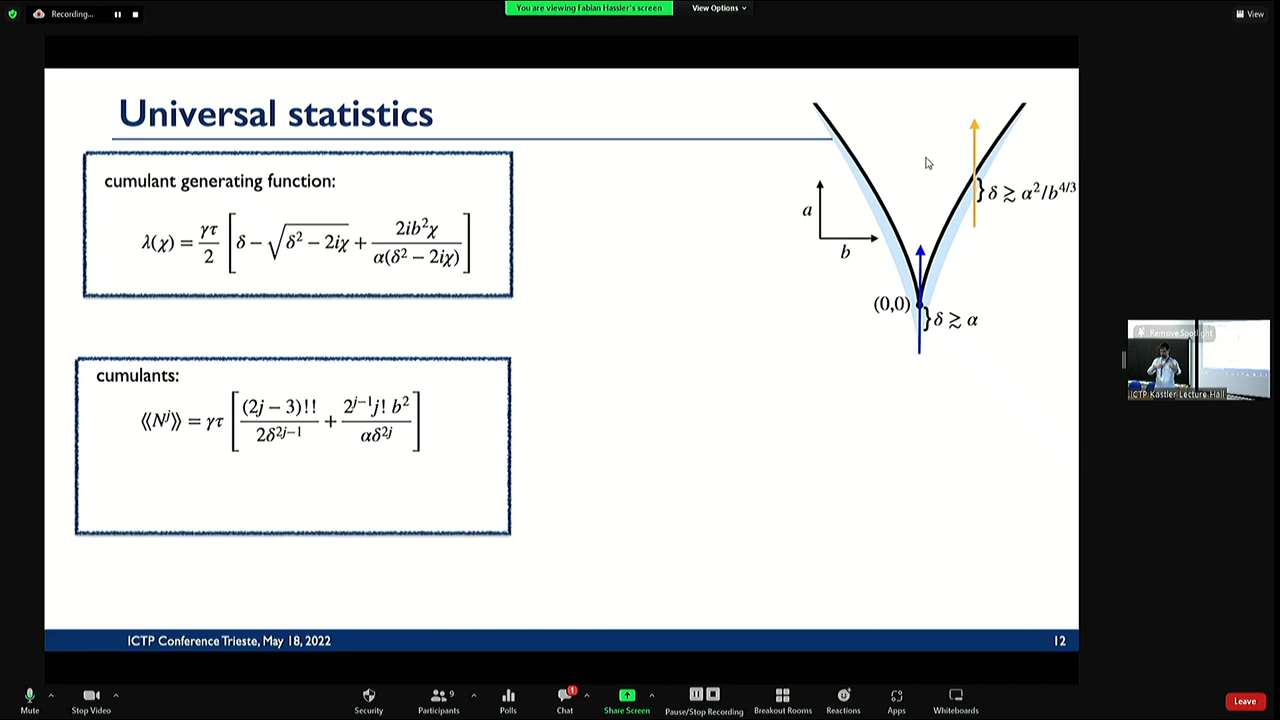 Recording...
You are viewing Fabian Hassler's screen
View Options
View
Universal statistics
cumulant generating function:
λ(χ) = γτ/2 [δ − √(δ² − 2iχ) + 2ib²χ/(α(δ² − 2iχ))]
cumulants:
⟨⟨N^j⟩⟩ = γτ [(2j − 3)!!/(2δ^(2j−1)) + 2^(j−1) j! b²/(αδ^(2j))]
a
b
} δ ≳ α²/b^(4/3)
(0,0)
} δ ≳ α
Remove Spotlight
ICTP Kastler Lecture Hall
ICTP Conference Trieste, May 18, 2022
12
Mute
Stop Video
Security
9
Participants
Polls
1
Chat
Share Screen
Pause/Stop Recording
Breakout Rooms
Reactions
Apps
Whiteboards
Leave